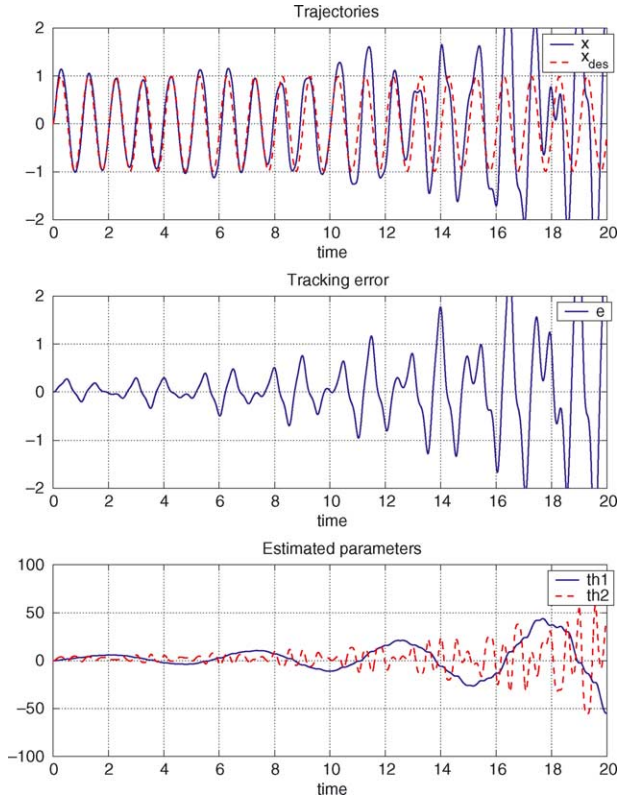 Trajectories
2
1
0
−1
−2
x
x_des
0 2 4 6 8 10 12 14 16 18 20
time
Tracking error
2
1
0
−1
−2
e
0 2 4 6 8 10 12 14 16 18 20
time
Estimated parameters
100
50
0
−50
−100
th1
th2
0 2 4 6 8 10 12 14 16 18 20
time